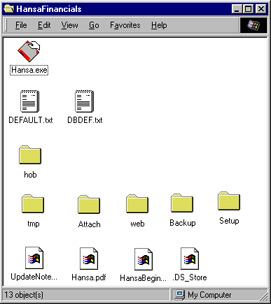 HansaFinancials
File Edit View Go Favorites Help
Hansa.exe
DEFAULT.txt DBDEF.txt
hob
tmp Attach web Backup Setup
UpdateNote... Hansa.pdf HansaBegin... .DS_Store
13 object(s) My Computer